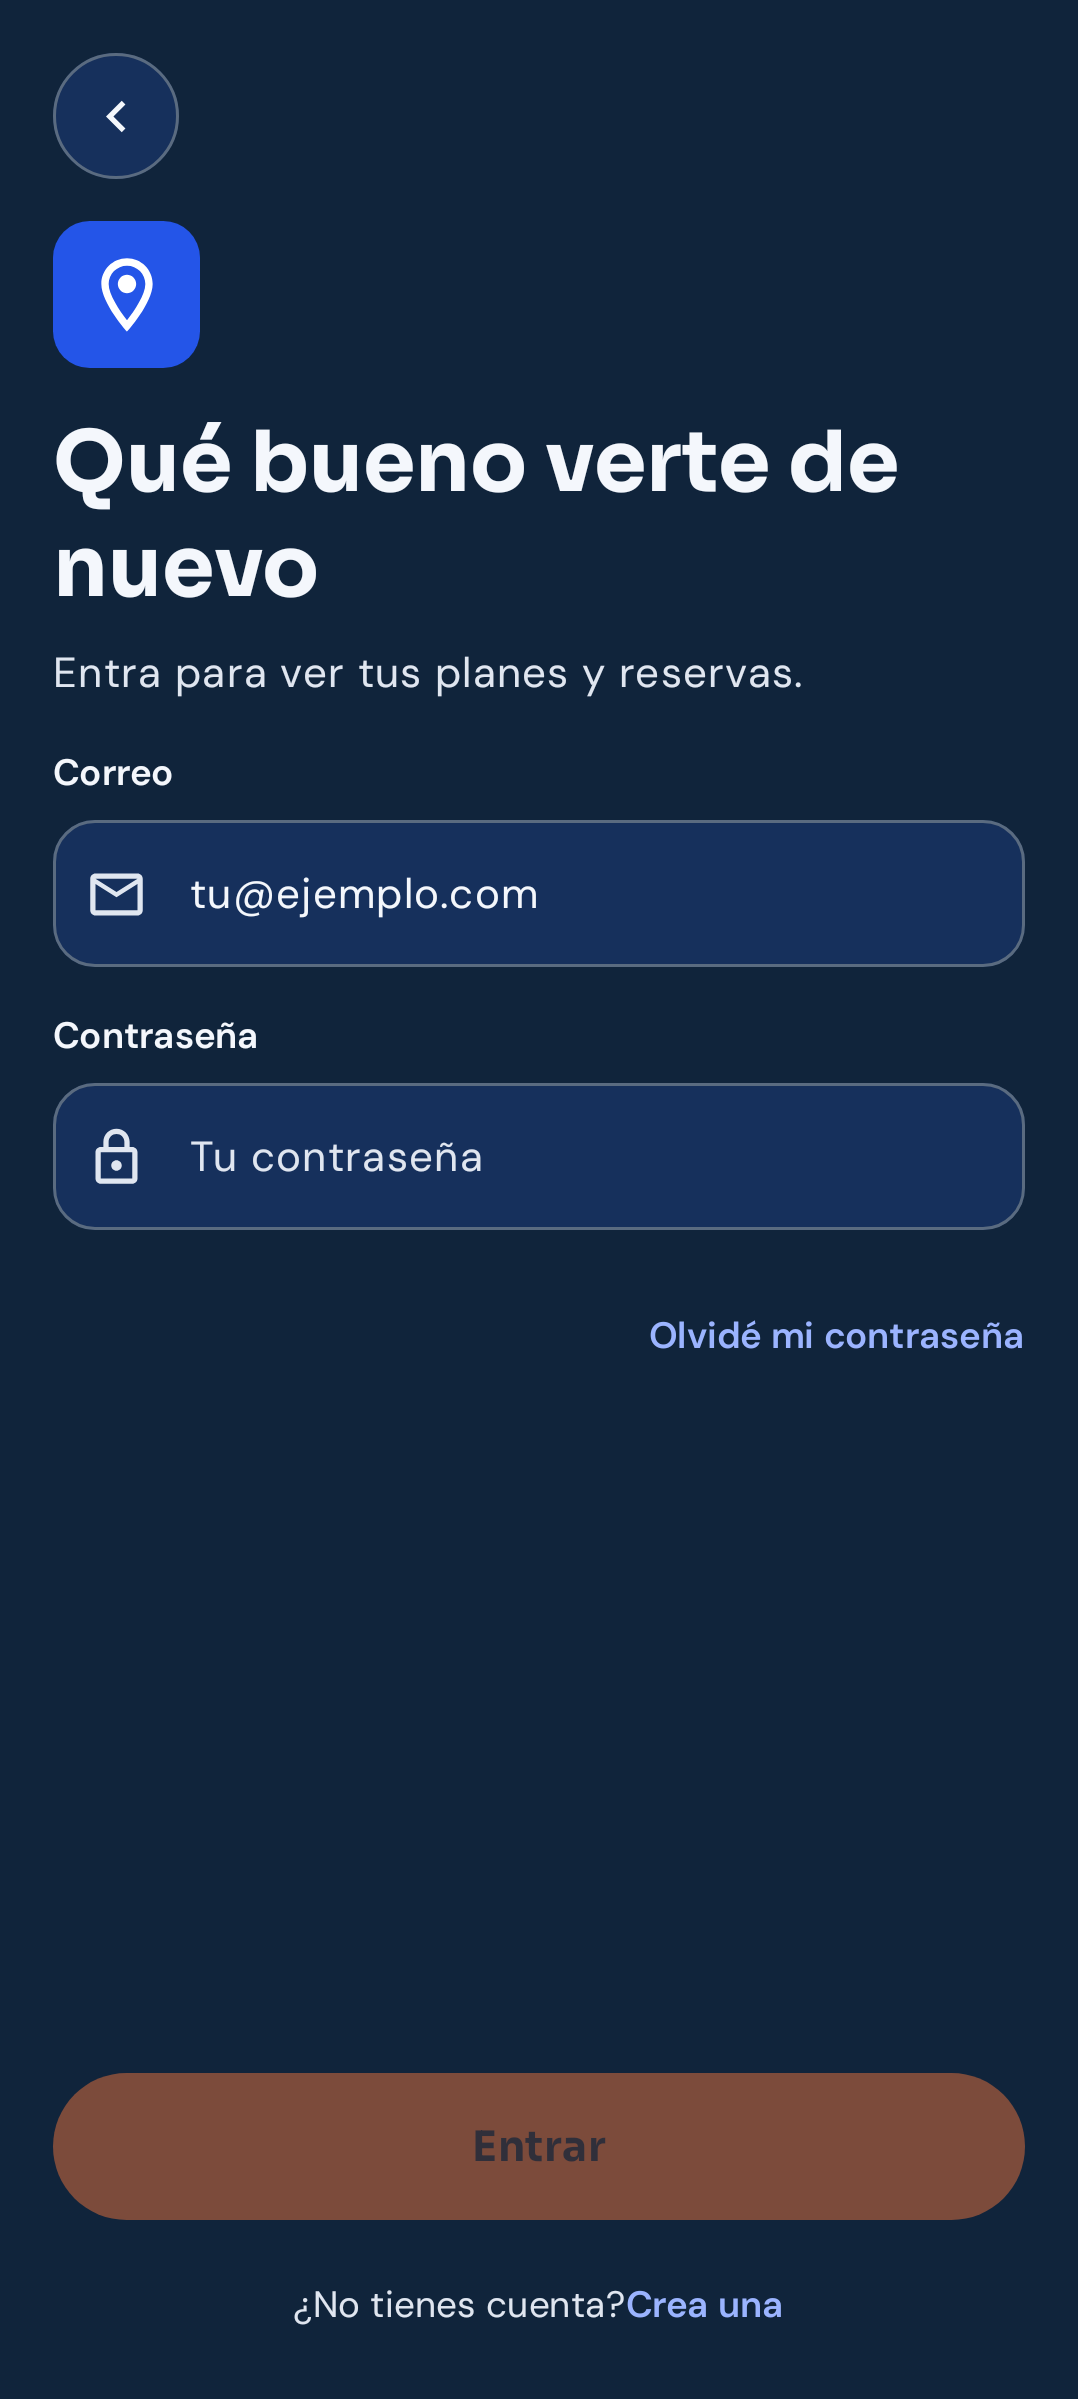 Qué bueno verte de
nuevo
Entra para ver tus planes y reservas.
Correo
tu@ejemplo.com
Contraseña
Tu contraseña
Olvidé mi contraseña
Entrar
¿No tienes cuenta?Crea una